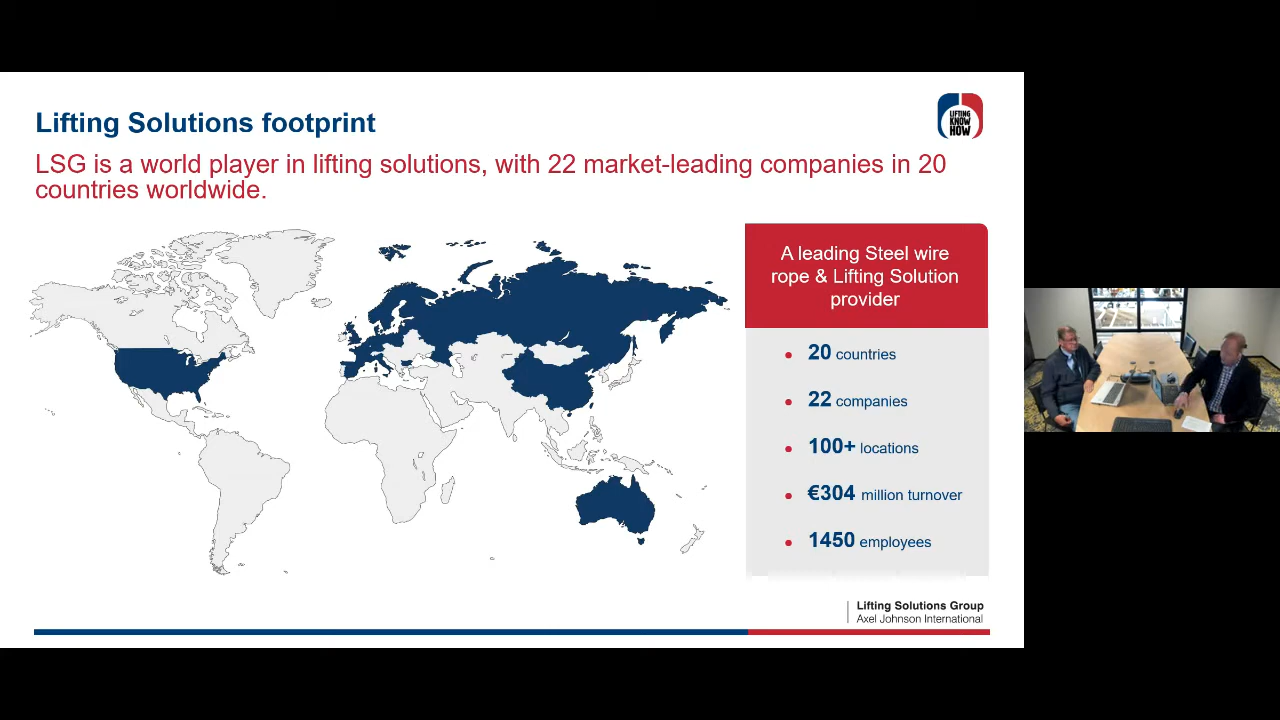 Lifting Solutions footprint
LIFTING
KNOW
HOW
LSG is a world player in lifting solutions, with 22 market-leading companies in 20
countries worldwide.
A leading Steel wire
rope & Lifting Solution
provider
• 20 countries
• 22 companies
• 100+ locations
• €304 million turnover
• 1450 employees
Lifting Solutions Group
Axel Johnson International